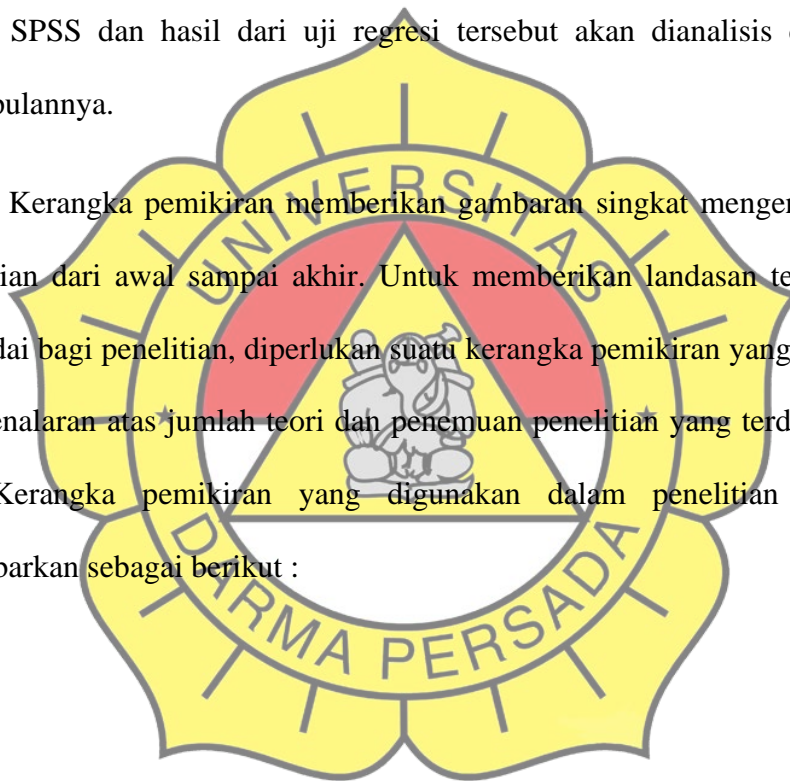 SPSS dan hasil dari uji regresi tersebut akan dianalisis
pulannya.
Kerangka pemikiran memberikan gambaran singkat menge
ian dari awal sampai akhir. Untuk memberikan landasan te
dai bagi penelitian, diperlukan suatu kerangka pemikiran yang
enalaran atas jumlah teori dan penemuan penelitian yang terd
Kerangka pemikiran yang digunakan dalam penelitian
barkan sebagai berikut :
UNIVERSITAS
DARMA PERSADA